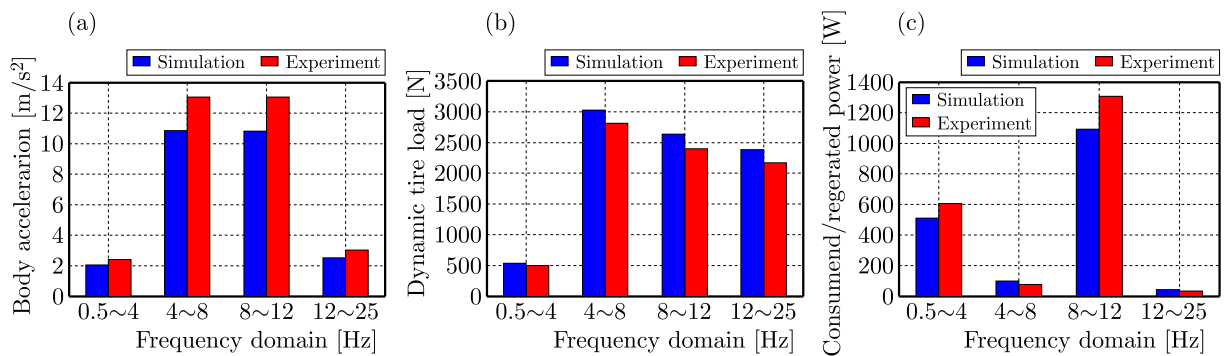 (a)
Simulation Experiment
Body accelerarion [m/s²]
14
12
10
8
6
4
2
0
0.5~4 4~8 8~12 12~25
Frequency domain [Hz]
(b)
Simulation Experiment
Dynamic tire load [N]
3500
3000
2500
2000
1500
1000
500
0
0.5~4 4~8 8~12 12~25
Frequency domain [Hz]
(c)
Simulation Experiment
Consumend/regerated power [W]
1400
1200
1000
800
600
400
200
0
Simulation
Experiment
0.5~4 4~8 8~12 12~25
Frequency domain [Hz]